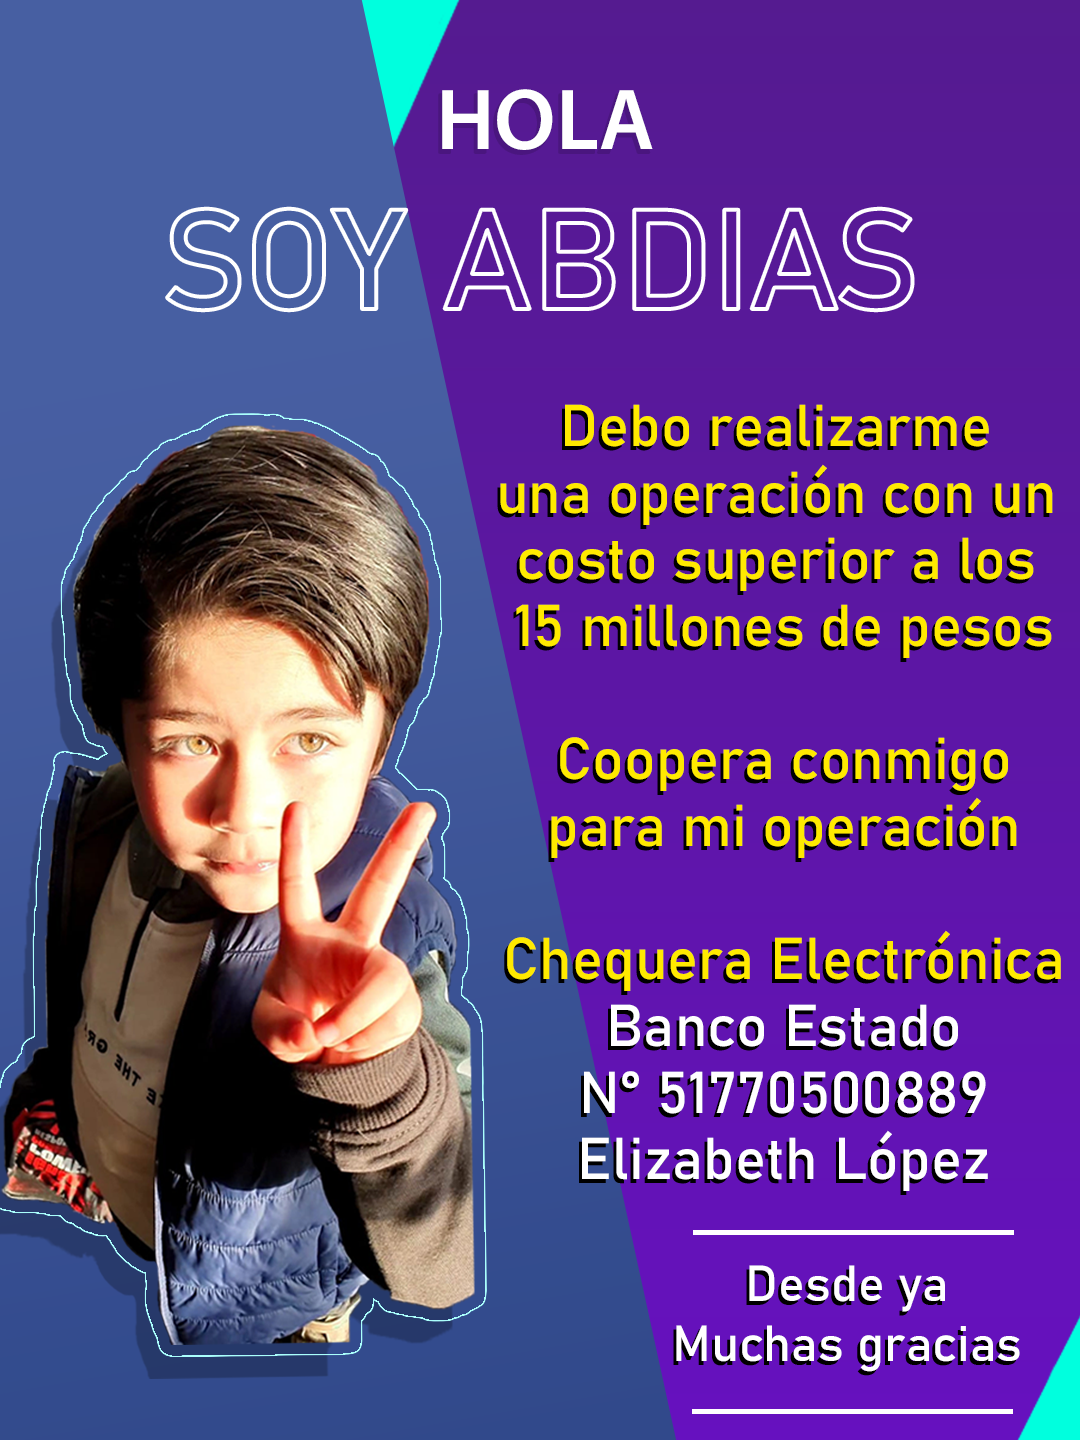 HOLA
SOY ABDIAS
Debo realizarme
una operación con un
costo superior a los
15 millones de pesos
Coopera conmigo
para mi operación
Chequera Electrónica
Banco Estado
N° 51770500889
Elizabeth López
Desde ya
Muchas gracias